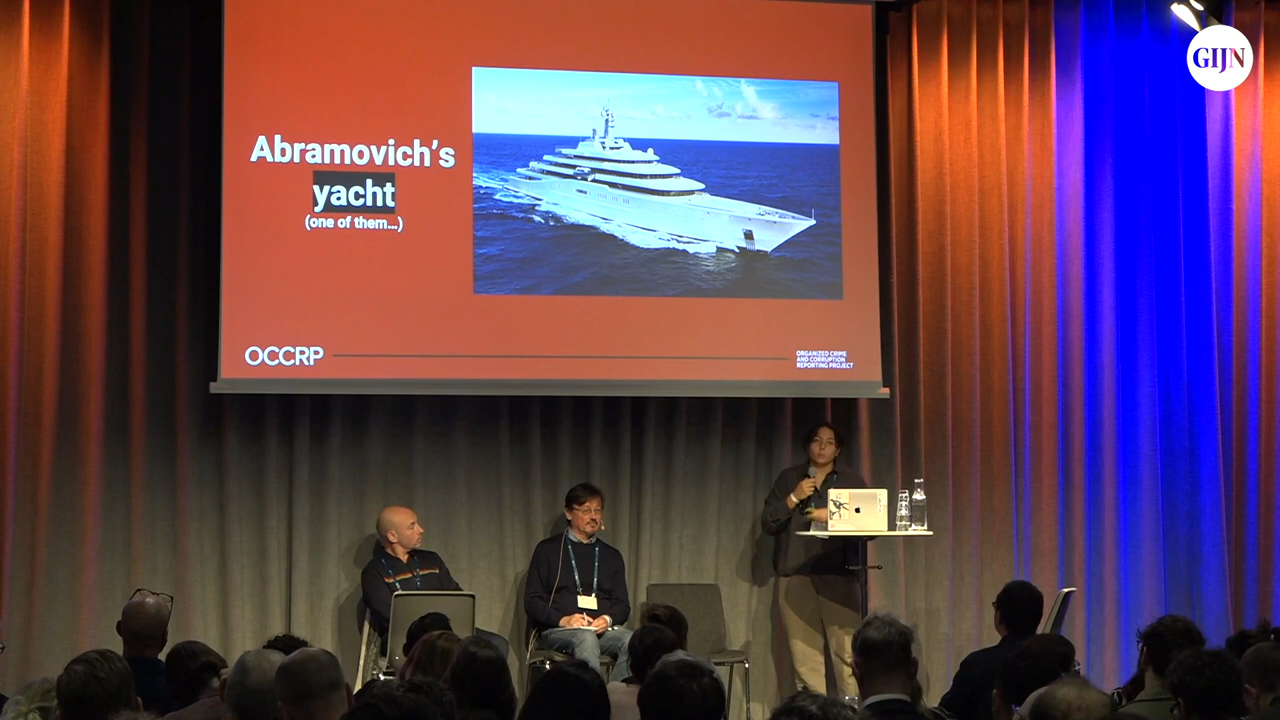 GIJN
Abramovich's
yacht
(one of them...)
OCCRP
ORGANIZED CRIME
AND CORRUPTION
REPORTING PROJECT